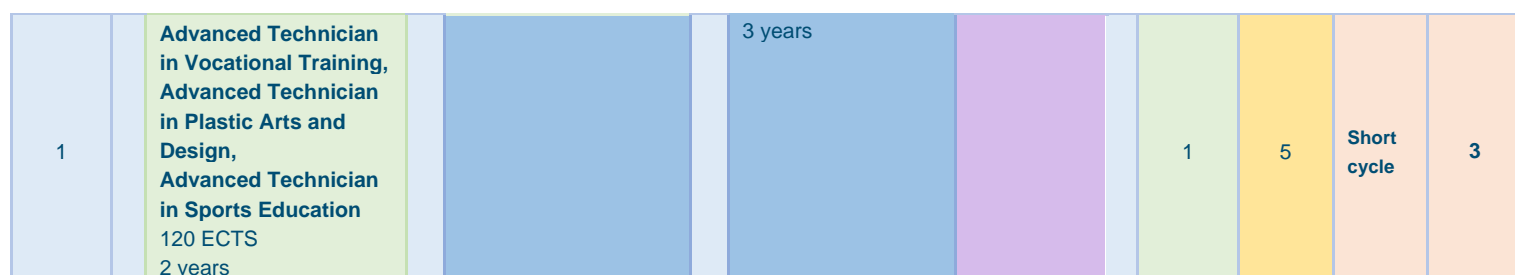 1
Advanced Technician
in Vocational Training,
Advanced Technician
in Plastic Arts and
Design,
Advanced Technician
in Sports Education
120 ECTS
2 years
3 years
1
5
Short
cycle
3